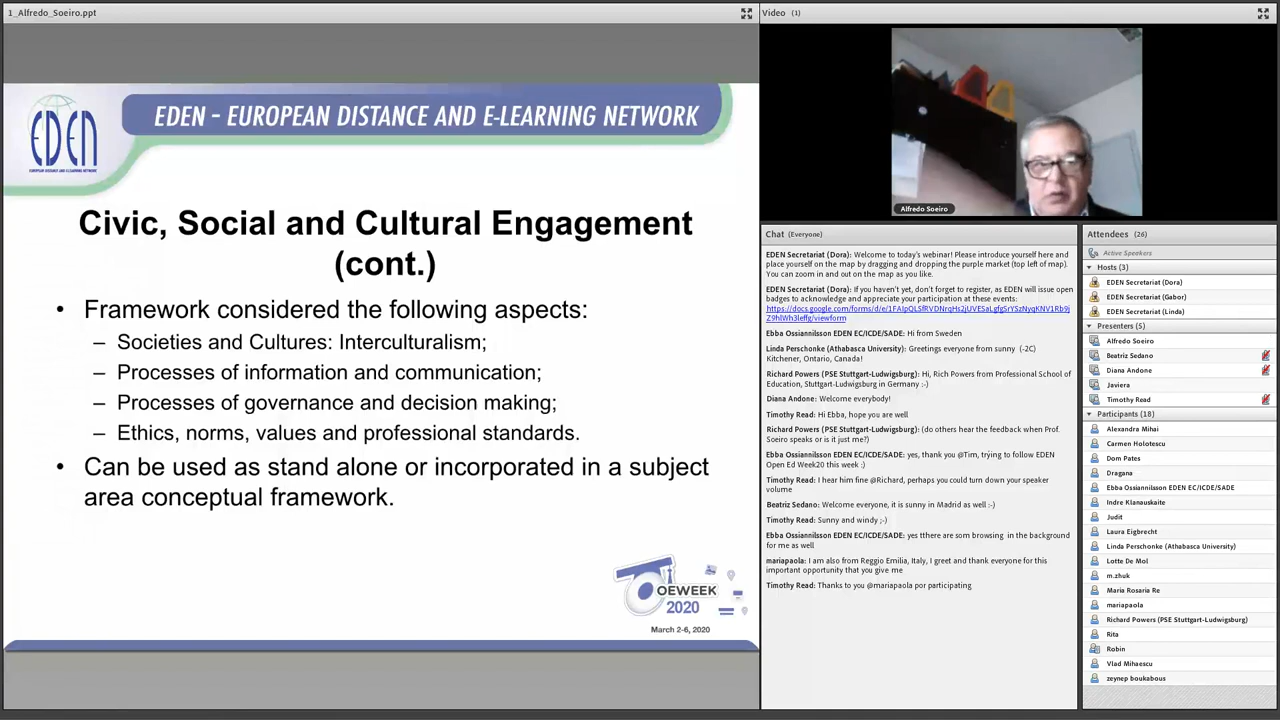 1_Alfredo_Soeiro.ppt
EDEN
EUROPEAN DISTANCE AND E-LEARNING NETWORK
EDEN - EUROPEAN DISTANCE AND E-LEARNING NETWORK
Civic, Social and Cultural Engagement
(cont.)
• Framework considered the following aspects:
– Societies and Cultures: Interculturalism;
– Processes of information and communication;
– Processes of governance and decision making;
– Ethics, norms, values and professional standards.
• Can be used as stand alone or incorporated in a subject
area conceptual framework.
OEWEEK
2020
March 2-6, 2020
Video (1)
Alfredo Soeiro
Chat (Everyone)
EDEN Secretariat (Dora): Welcome to today's webinar! Please introduce yourself here and
place yourself on the map by dragging and dropping the purple market (top left of map).
You can zoom in and out on the map as you like.
EDEN Secretariat (Dora): If you haven't yet, don't forget to register, as EDEN will issue open
badges to acknowledge and appreciate your participation at these events:
Ebba Ossiannilsson EDEN EC/ICDE/SADE: Hi from Sweden
Linda Perschonke (Athabasca University): Greetings everyone from sunny (-2C)
Kitchener, Ontario, Canada!
Richard Powers (PSE Stuttgart-Ludwigsburg): Hi, Rich Powers from Professional School of
Education, Stuttgart-Ludwigsburg in Germany :-)
Diana Andone: Welcome everybody!
Timothy Read: Hi Ebba, hope you are well
Richard Powers (PSE Stuttgart-Ludwigsburg): (do others hear the feedback when Prof.
Soeiro speaks or is it just me?)
Ebba Ossiannilsson EDEN EC/ICDE/SADE: yes, thank you @Tim, trying to follow EDEN
Open Ed Week20 this week :)
Timothy Read: I hear him fine @Richard, perhaps you could turn down your speaker
volume
Beatriz Sedano: Welcome everyone, it is sunny in Madrid as well :-)
Timothy Read: Sunny and windy ;-)
Ebba Ossiannilsson EDEN EC/ICDE/SADE: yes tthere are som browsing in the background
for me as well
mariapaola: I am also from Reggio Emilia, Italy, I greet and thank everyone for this
important opportunity that you give me
Timothy Read: Thanks to you @mariapaola por participating
Attendees (26)
Active Speakers
Hosts (3)
EDEN Secretariat (Dora)
EDEN Secretariat (Gabor)
EDEN Secretariat (Linda)
Presenters (5)
Alfredo Soeiro
Beatriz Sedano
Diana Andone
Javiera
Timothy Read
Participants (18)
Alexandra Mihai
Carmen Holotescu
Dom Pates
Dragana
Ebba Ossiannilsson EDEN EC/ICDE/SADE
Indre Klanauskaite
Judit
Laura Eigbrecht
Linda Perschonke (Athabasca University)
Lotte De Mol
m.zhuk
Maria Rosaria Re
mariapaola
Richard Powers (PSE Stuttgart-Ludwigsburg)
Rita
Robin
Vlad Mihaescu
zeynep boukabous